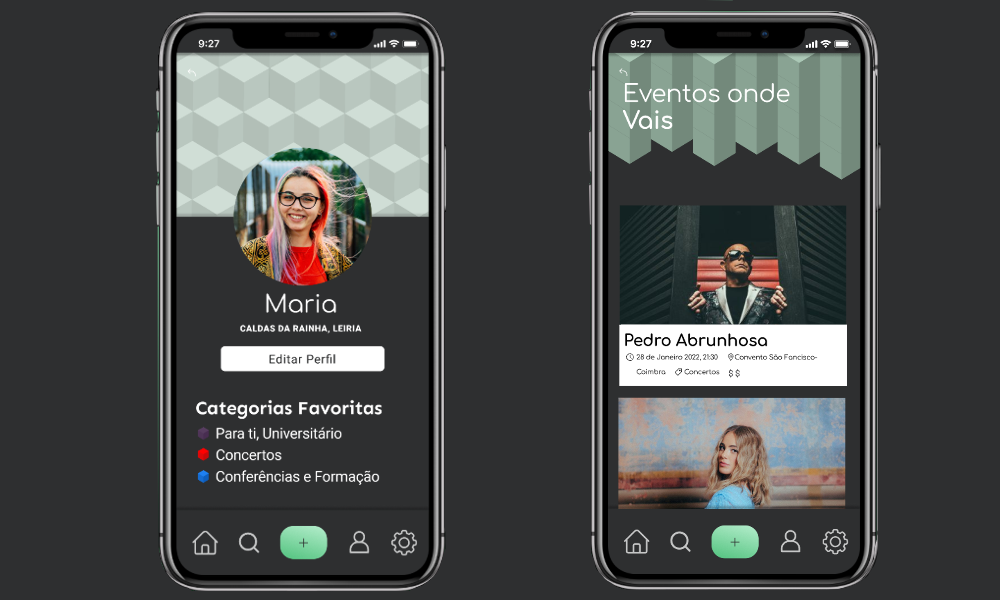 9:27
Maria
CALDAS DA RAINHA, LEIRIA
Editar Perfil
Categorias Favoritas
Para ti, Universitário
Concertos
Conferências e Formação
+
9:27
Eventos onde
Vais
Pedro Abrunhosa
28 de Janeiro 2022, 21:30 Convento São Fancisco-
Coimbra Concertos $ $
+